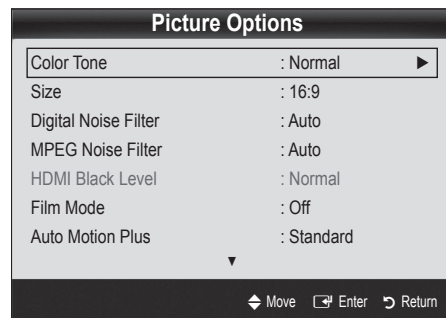 Picture Options
Color Tone : Normal ►
Size : 16:9
Digital Noise Filter : Auto
MPEG Noise Filter : Auto
HDMI Black Level : Normal
Film Mode : Off
Auto Motion Plus : Standard
▼
Move Enter Return